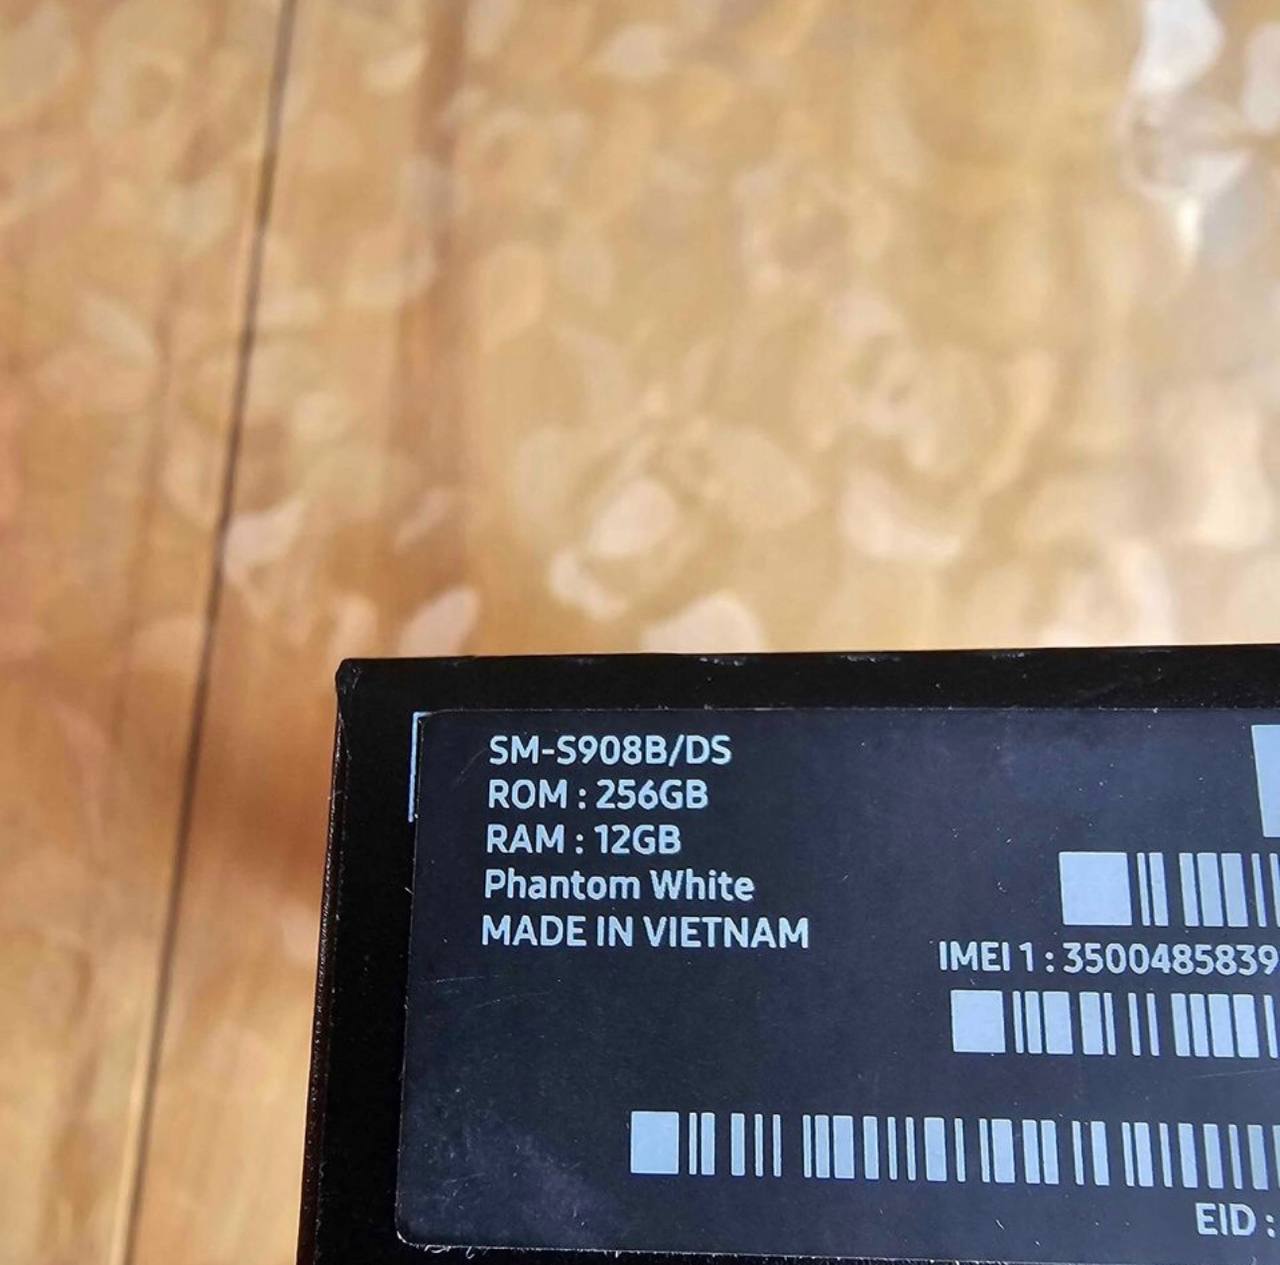 SM-S908B/DS
ROM : 256GB
RAM : 12GB
Phantom White
MADE IN VIETNAM
IMEI 1 : 3500485839
EID :